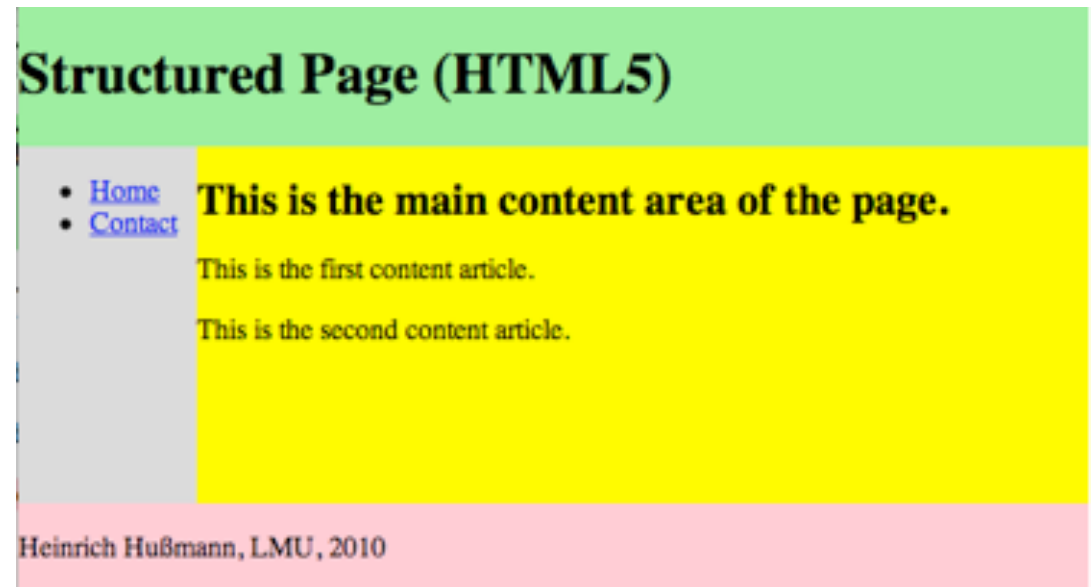 Structured Page (HTML5)
Home
Contact
This is the main content area of the page.
This is the first content article.
This is the second content article.
Heinrich Hußmann, LMU, 2010